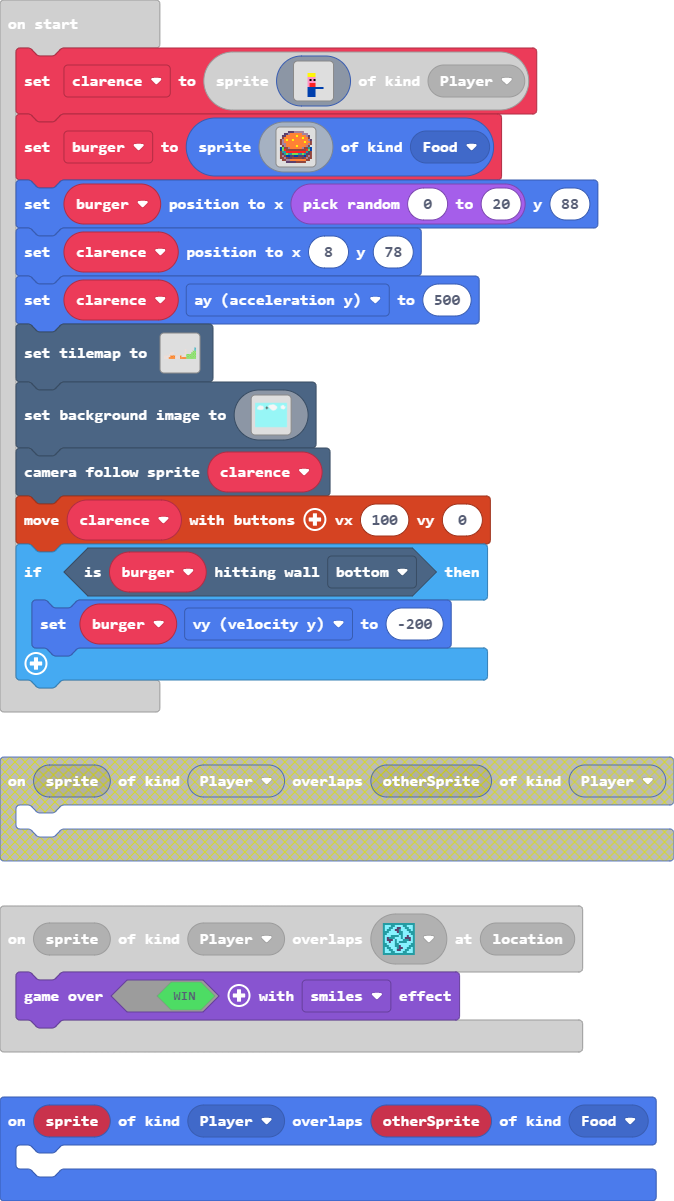 on start
set clarence to sprite of kind Player
set burger to sprite of kind Food
set burger position to x pick random 0 to 20 y 88
set clarence position to x 8 y 78
set clarence ay (acceleration y) to 500
set tilemap to
set background image to
camera follow sprite clarence
move clarence with buttons vx 100 vy 0
if is burger hitting wall bottom then
set burger vy (velocity y) to -200
on sprite of kind Player overlaps otherSprite of kind Player
on sprite of kind Player overlaps at location
game over WIN with smiles effect
on sprite of kind Player overlaps otherSprite of kind Food